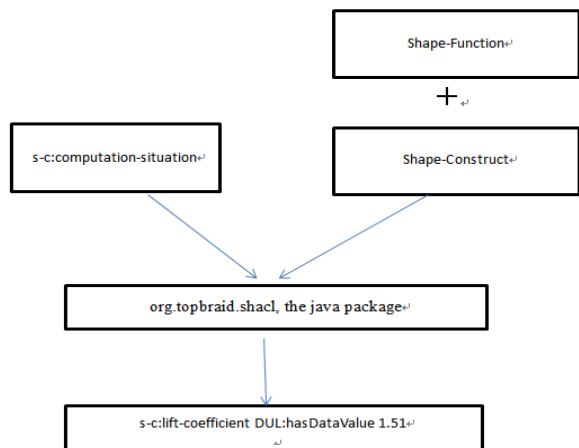 Shape-Function
+
s-c:computation-situation
Shape-Construct
org.topbraid.shacl, the java package
s-c:lift-coefficient DUL:hasDataValue 1.51